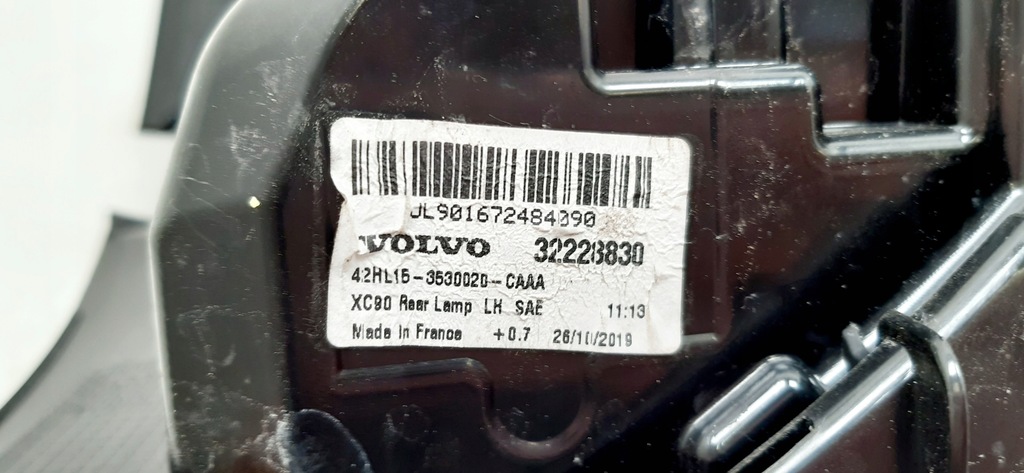 JL901672484090
VOLVO 32228830
42HL15-3530020-CAAA
XC90 Rear Lamp LH SAE 11:13
Made in France +0.7 26/10/2019